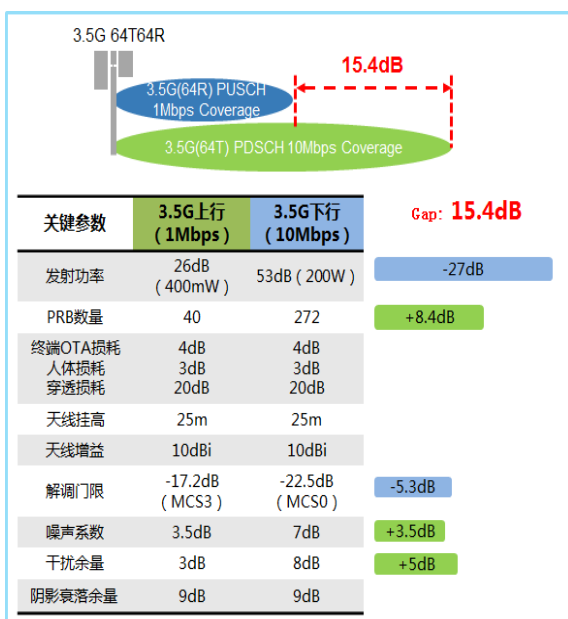 3.5G 64T64R
15.4dB
3.5G(64R) PUSCH
1Mbps Coverage
3.5G(64T) PDSCH 10Mbps Coverage
关键参数 3.5G上行 3.5G下行 Gap: 15.4dB
(1Mbps) (10Mbps)
发射功率 26dB 53dB(200W) -27dB
(400mW)
PRB数量 40 272 +8.4dB
终端OTA损耗 4dB 4dB
人体损耗 3dB 3dB
穿透损耗 20dB 20dB
天线挂高 25m 25m
天线增益 10dBi 10dBi
解调门限 -17.2dB -22.5dB -5.3dB
(MCS3) (MCS0)
噪声系数 3.5dB 7dB +3.5dB
干扰余量 3dB 8dB +5dB
阴影衰落余量 9dB 9dB